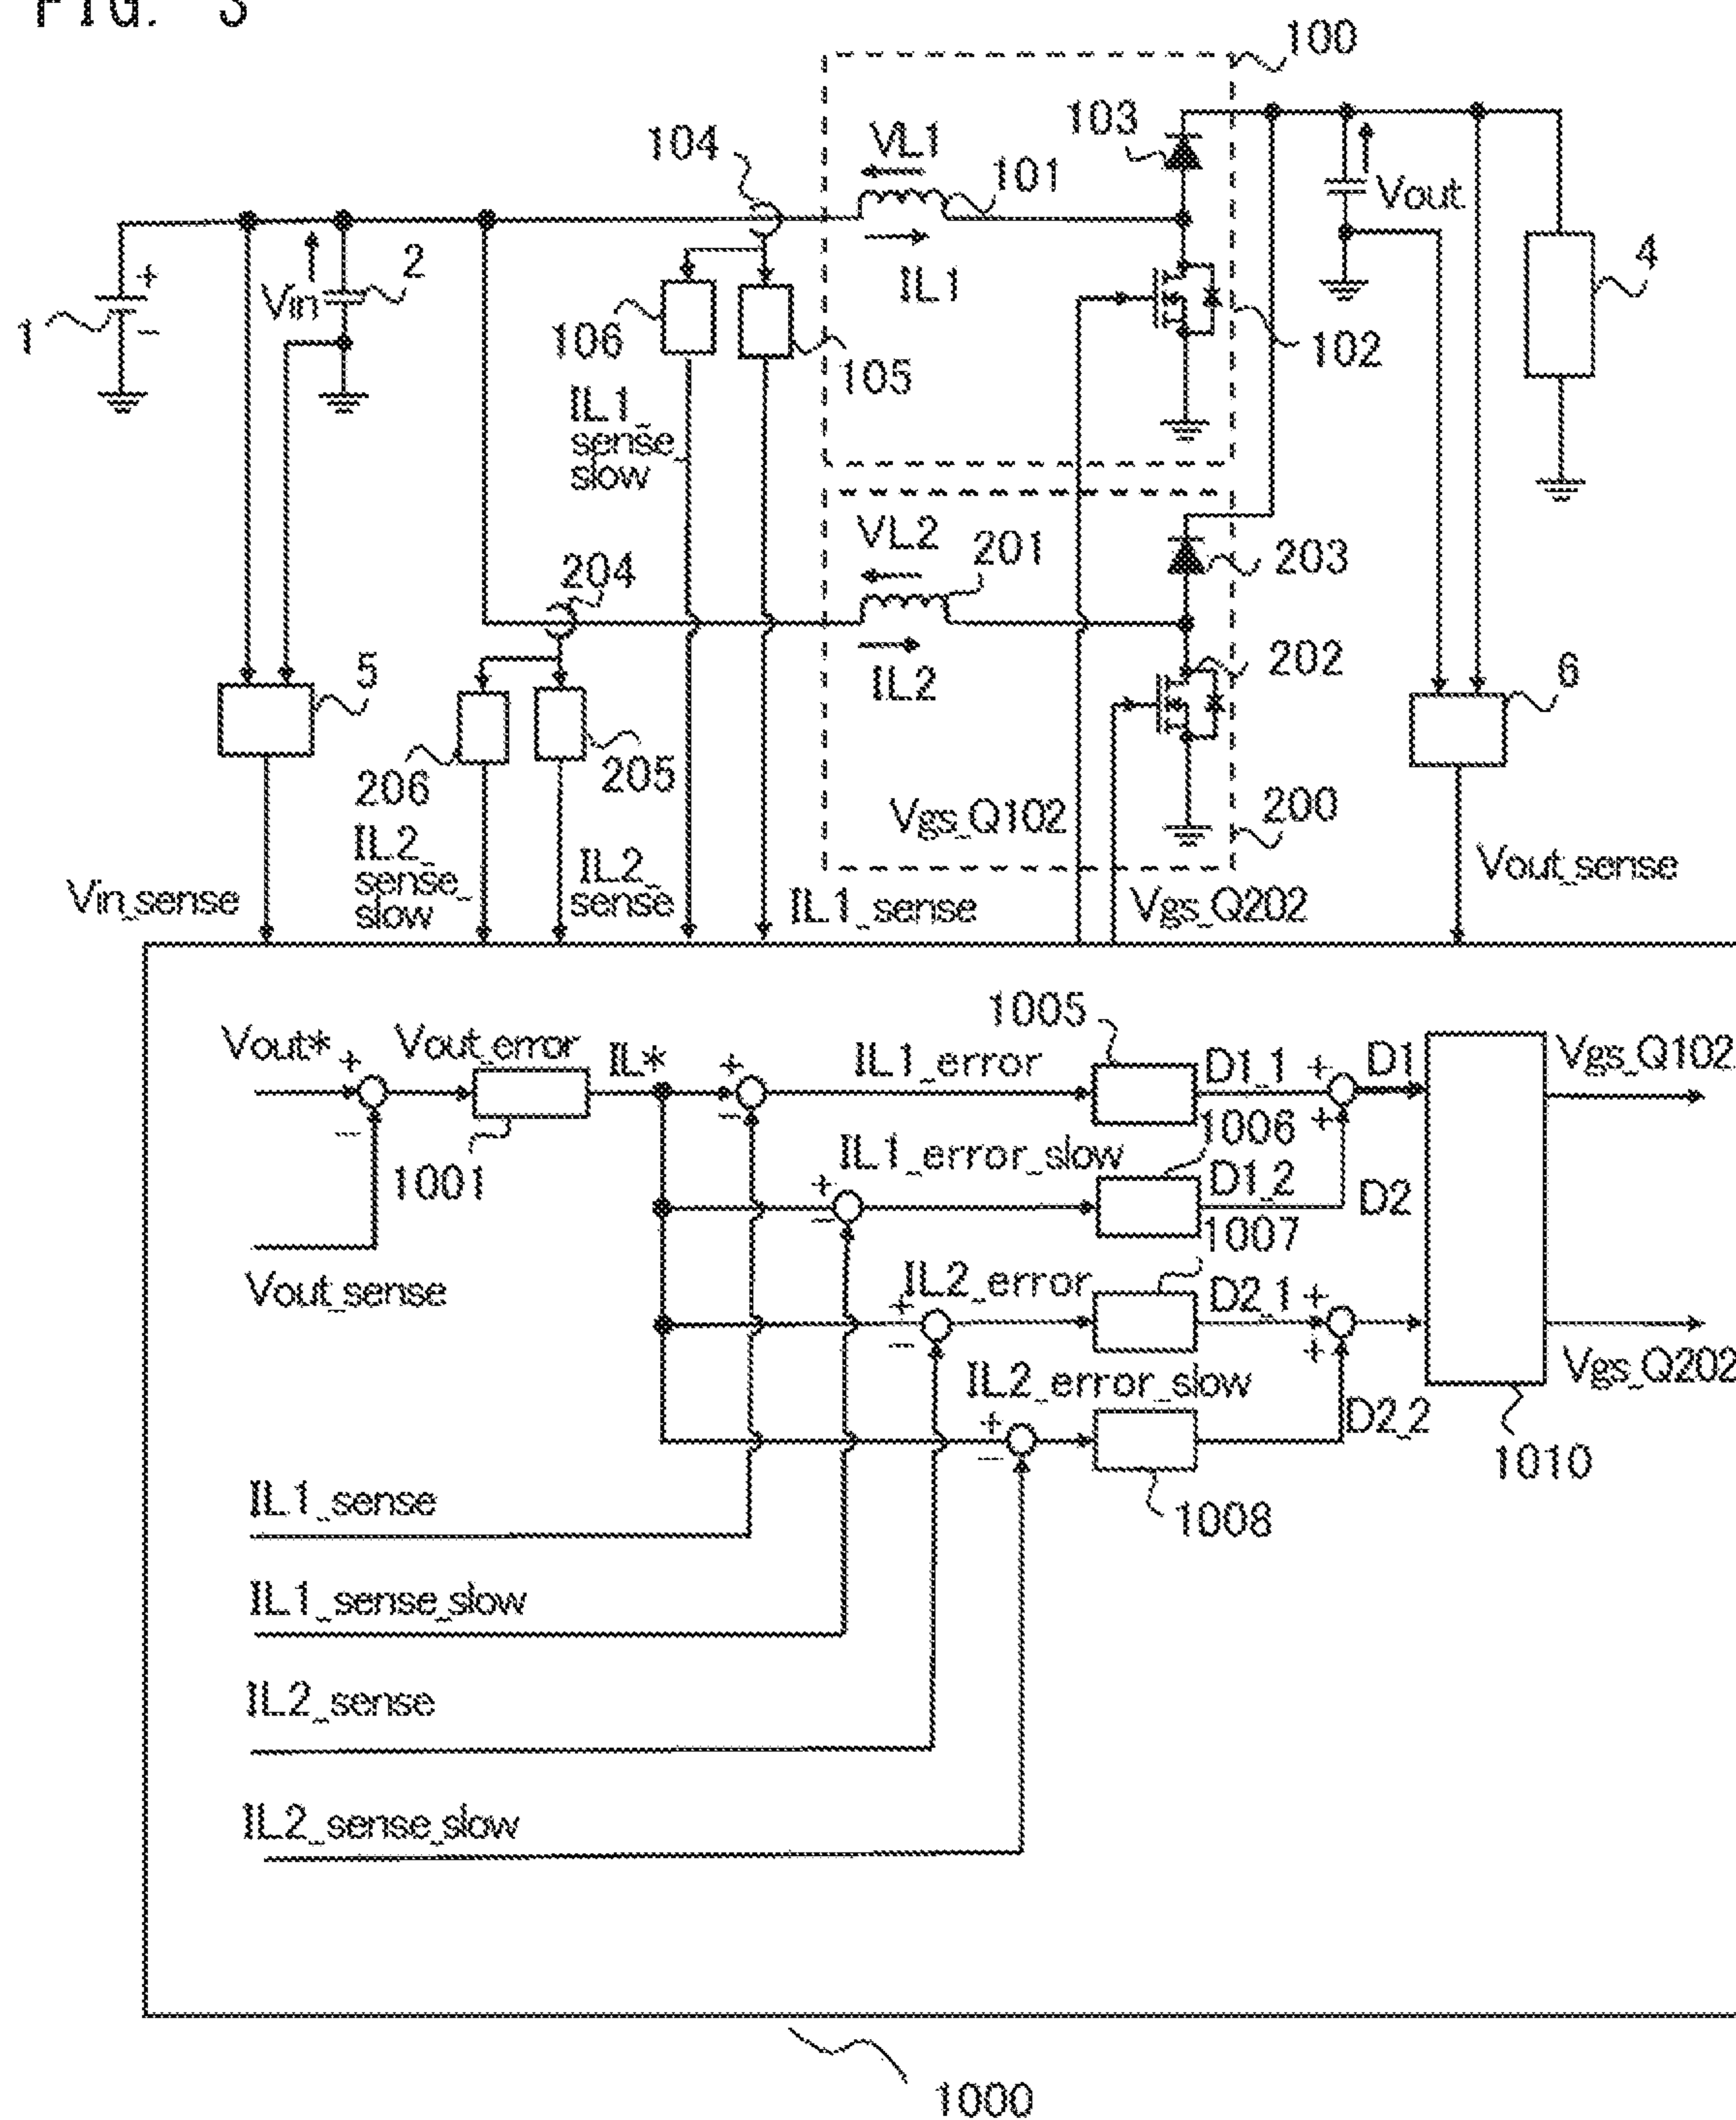 FIG. 3
100
103
104
VL1
101
Vout
4
Vin
2
+
1
−
IL1
106
105
102
IL1_
sense_
slow
VL2
201
203
204
IL2
202
5
6
206
205
200
Vgs_Q102
IL2_
sense_
slow
IL2_
sense
Vin_sense
IL1_sense
Vgs_Q202
Vout_sense
1005
Vout*
+
−
Vout_error
IL*
+
−
IL1_error
D1_1
+
+
D1
Vgs_Q102
1001
1006
IL1_error_slow
+
−
D1_2
D2
1007
Vout_sense
IL2_error
+
−
D2_1
+
+
Vgs_Q202
IL2_error_slow
+
−
D2_2
1010
1008
IL1_sense
IL1_sense_slow
IL2_sense
IL2_sense_slow
1000